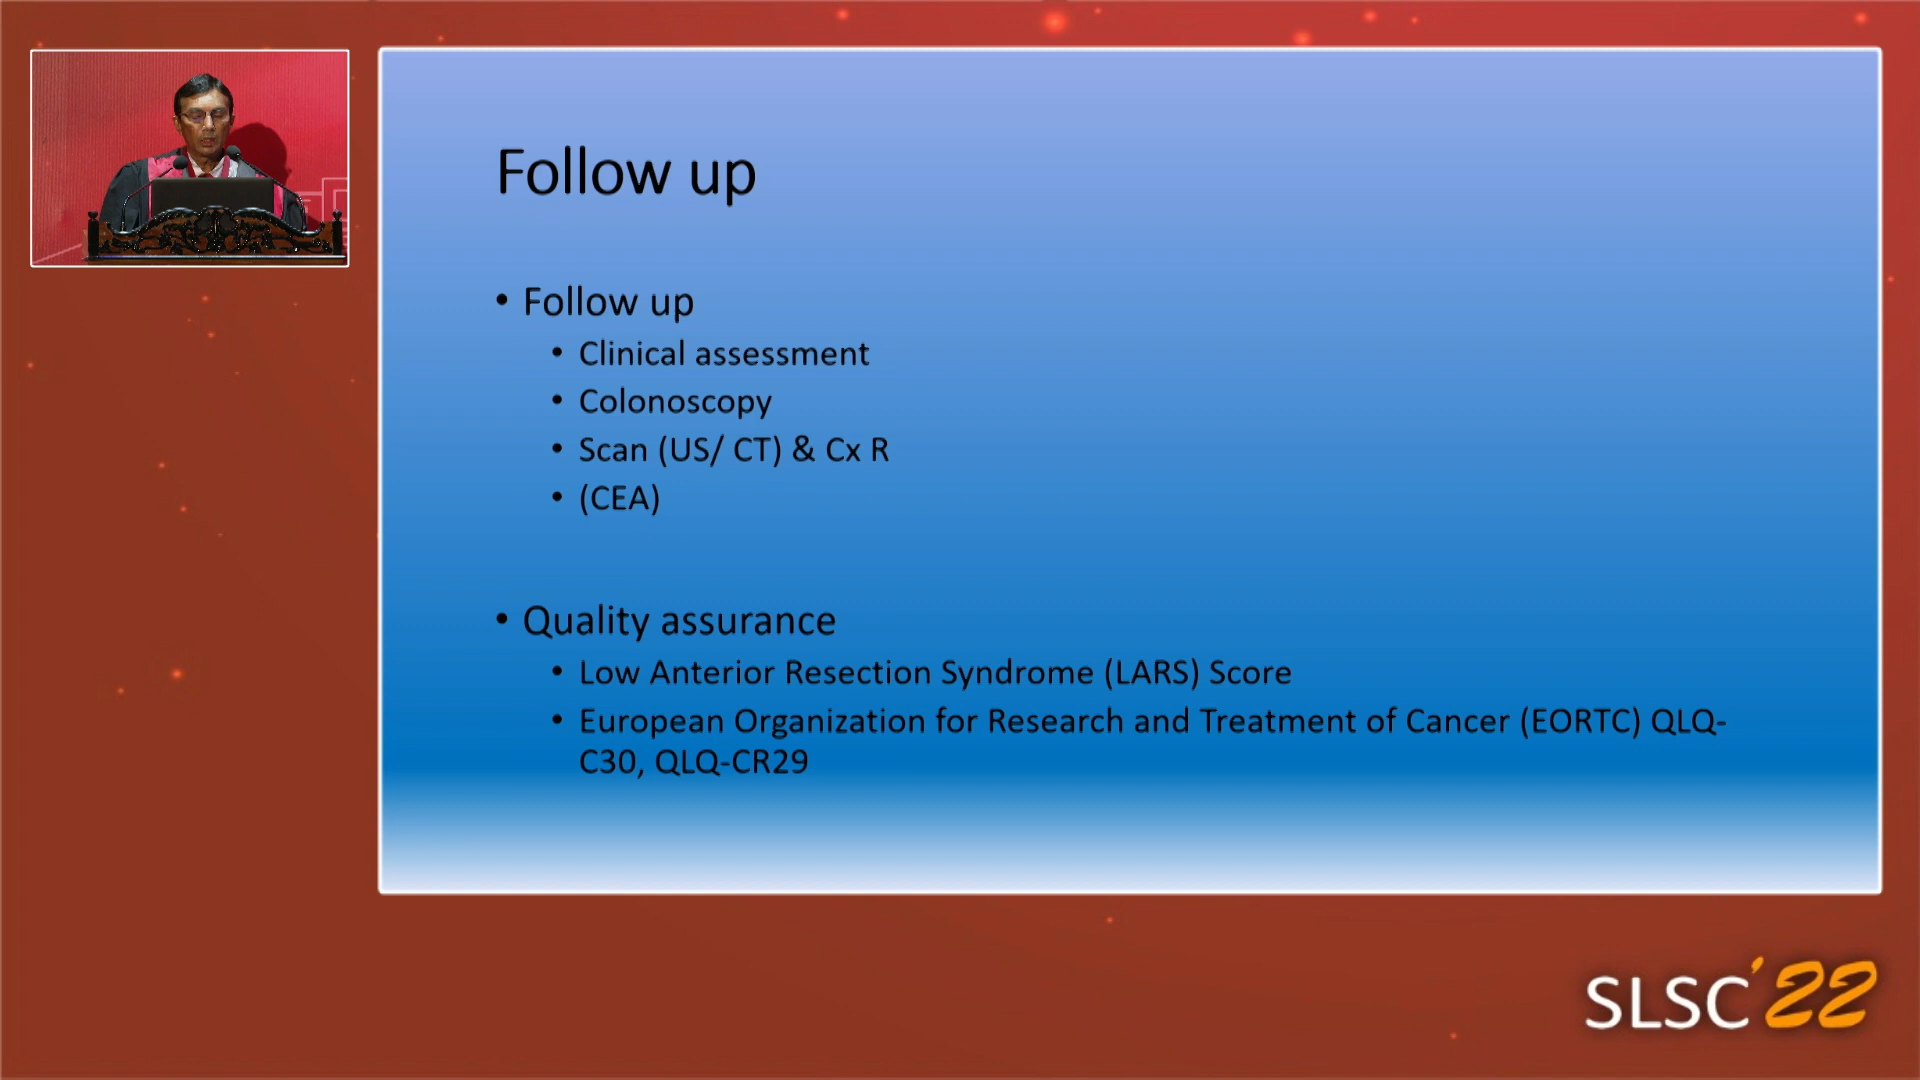 Follow up
• Follow up
• Clinical assessment
• Colonoscopy
• Scan (US/ CT) & Cx R
• (CEA)
• Quality assurance
• Low Anterior Resection Syndrome (LARS) Score
• European Organization for Research and Treatment of Cancer (EORTC) QLQ-
C30, QLQ-CR29
SLSC'22